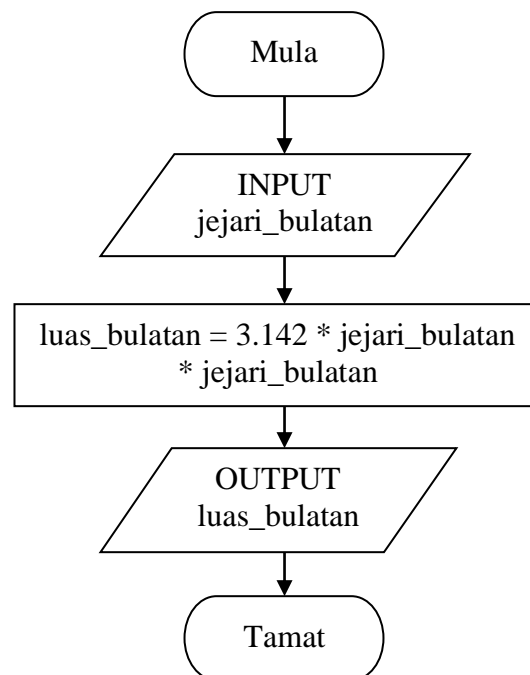 Mula
INPUT
jejari_bulatan
luas_bulatan = 3.142 * jejari_bulatan
* jejari_bulatan
OUTPUT
luas_bulatan
Tamat